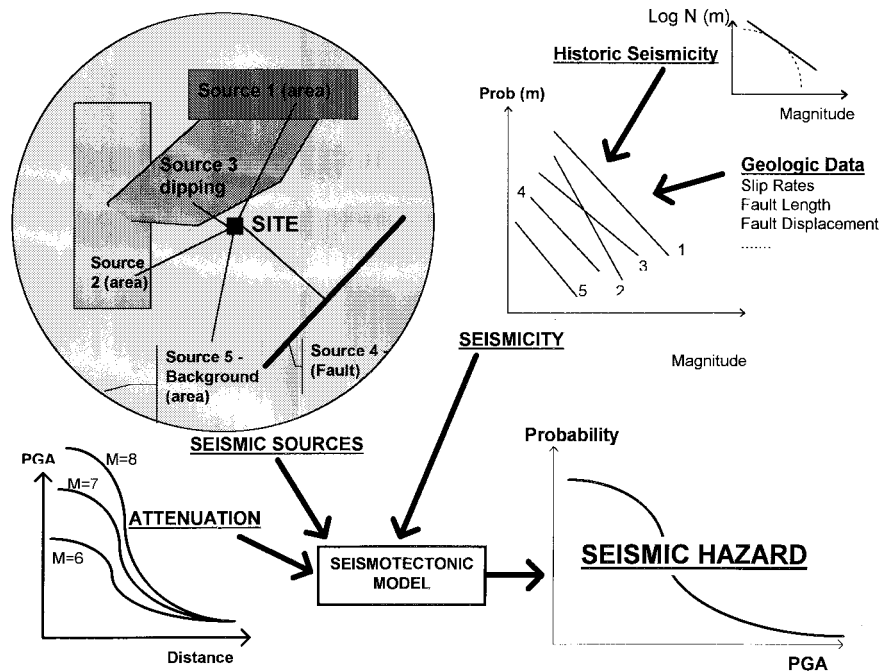 Source 1 (area)
Source 3
dipping
SITE
Source
2 (area)
Source 5 -
Background
(area)
Source 4 -
(Fault)
Log N (m)
Magnitude
Historic Seismicity
Prob (m)
Geologic Data
Slip Rates
Fault Length
Fault Displacement
.......
4
1
3
2
5
Magnitude
SEISMICITY
SEISMIC SOURCES
PGA
M=8
M=7
M=6
ATTENUATION
Distance
SEISMOTECTONIC
MODEL
Probability
SEISMIC HAZARD
PGA